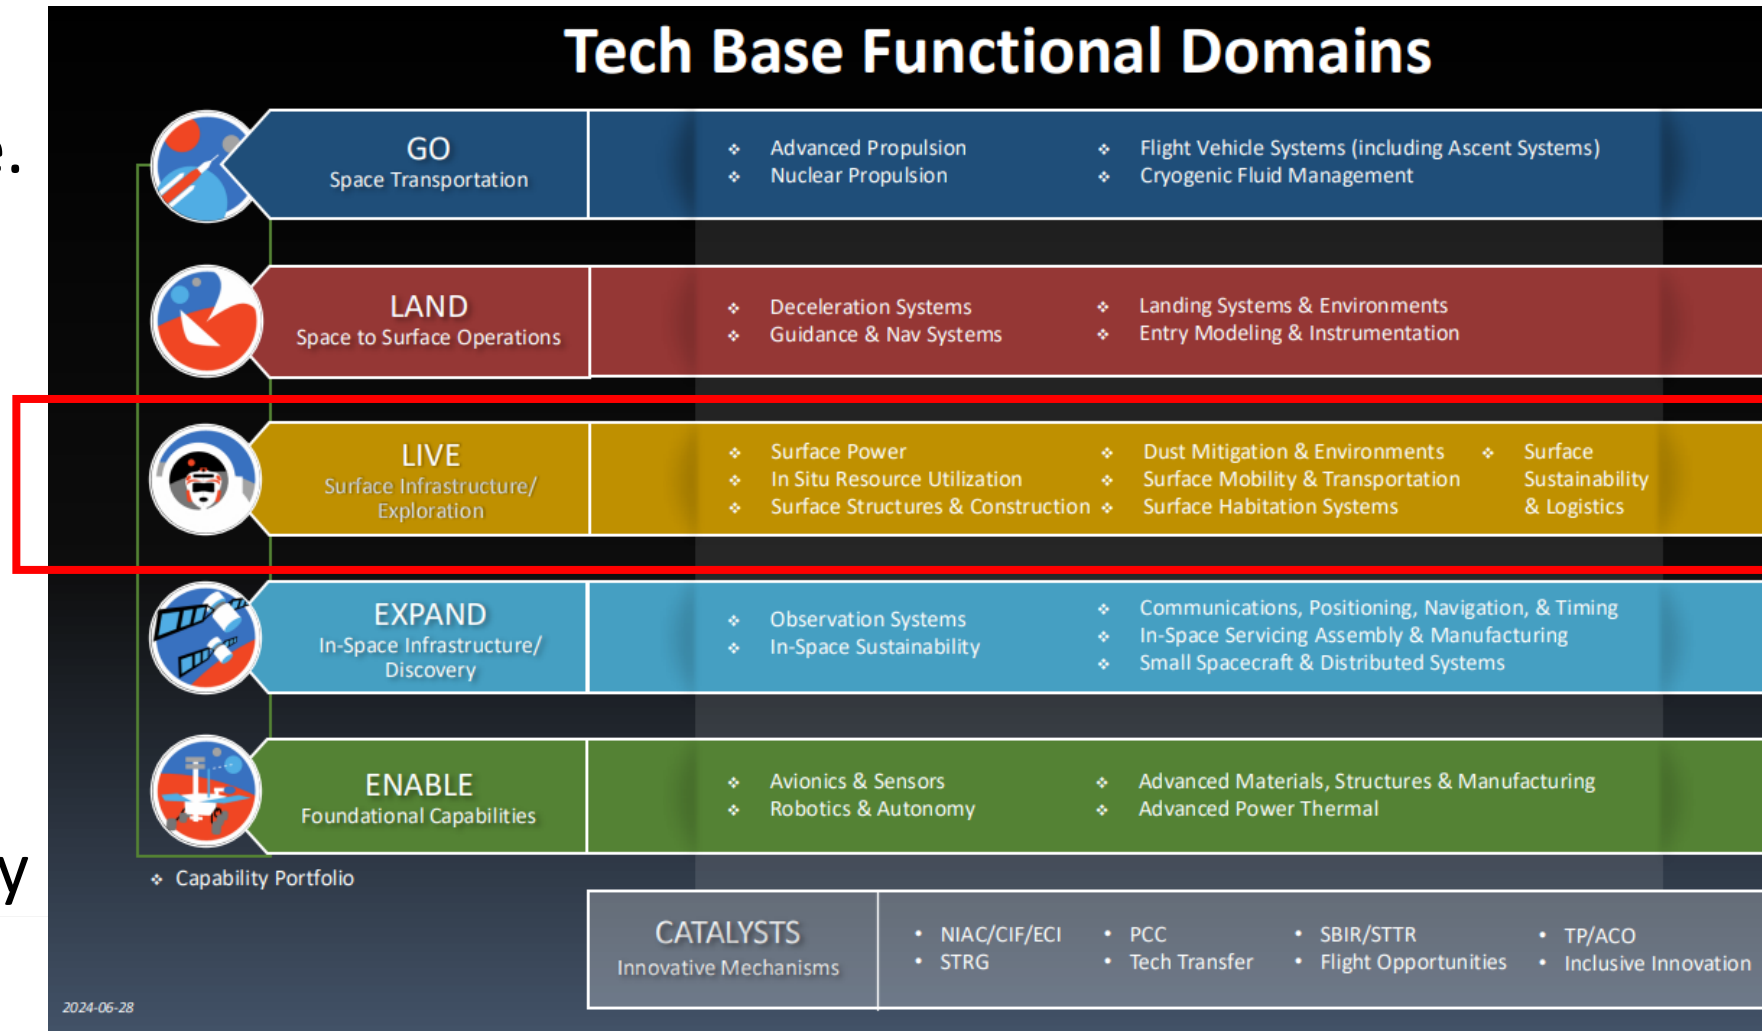 e.
y
Tech Base Functional Domains
GO
Space Transportation
❖ Advanced Propulsion
❖ Nuclear Propulsion
❖ Flight Vehicle Systems (including Ascent Systems)
❖ Cryogenic Fluid Management
LAND
Space to Surface Operations
❖ Deceleration Systems
❖ Guidance & Nav Systems
❖ Landing Systems & Environments
❖ Entry Modeling & Instrumentation
LIVE
Surface Infrastructure/
Exploration
❖ Surface Power
❖ In Situ Resource Utilization
❖ Surface Structures & Construction
❖ Dust Mitigation & Environments
❖ Surface Mobility & Transportation
❖ Surface Habitation Systems
❖ Surface
Sustainability
& Logistics
EXPAND
In-Space Infrastructure/
Discovery
❖ Observation Systems
❖ In-Space Sustainability
❖ Communications, Positioning, Navigation, & Timing
❖ In-Space Servicing Assembly & Manufacturing
❖ Small Spacecraft & Distributed Systems
ENABLE
Foundational Capabilities
❖ Avionics & Sensors
❖ Robotics & Autonomy
❖ Advanced Materials, Structures & Manufacturing
❖ Advanced Power Thermal
❖ Capability Portfolio
CATALYSTS
Innovative Mechanisms
• NIAC/CIF/ECI
• STRG
• PCC
• Tech Transfer
• SBIR/STTR
• Flight Opportunities
• TP/ACO
• Inclusive Innovation
2024-06-28